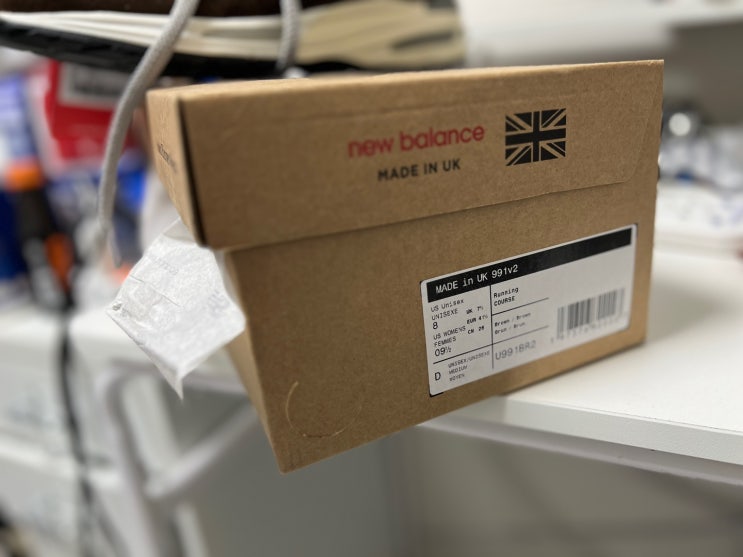 new balance
MADE IN UK
MADE in UK 991v2
US Unisex
UNISEXE UK 7½
8 EUR 41½
US WOMENS CN 26
FEMMES
09½
D UNISEX/UNISEXE
MEDIUM
Running
COURSE
Brown / Brown
Brun / Brun
U991BR2